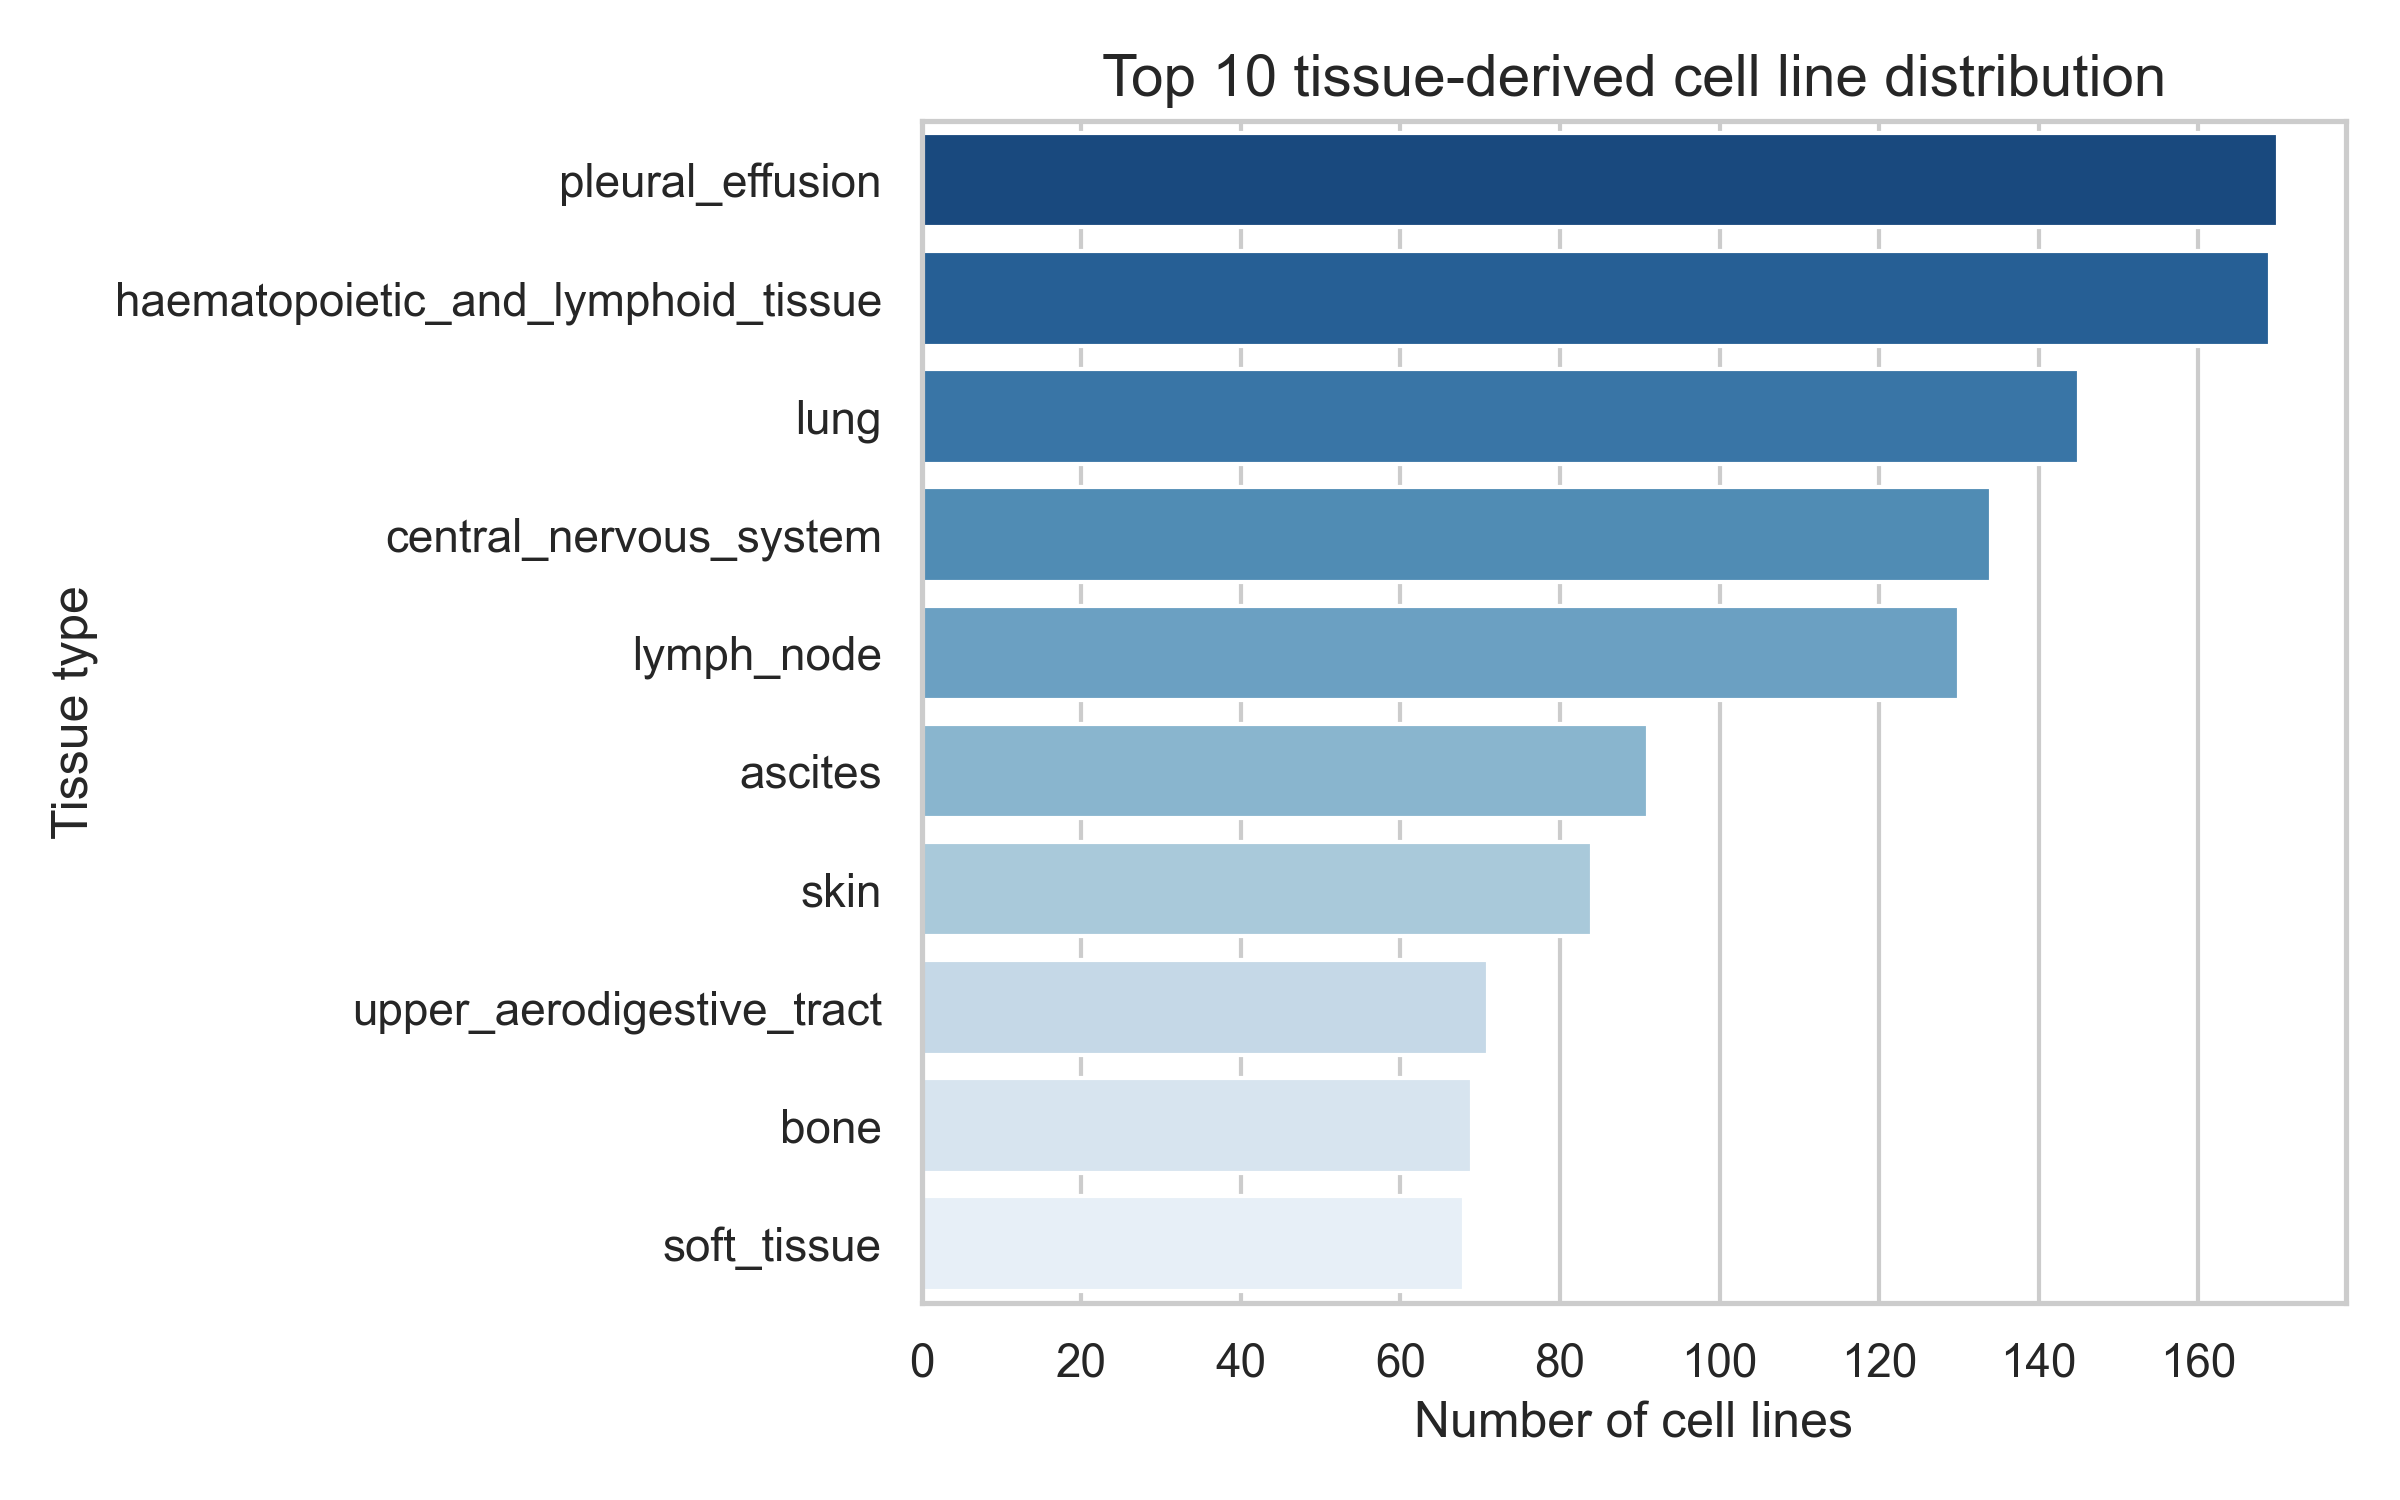 Top 10 tissue-derived cell line distribution
Tissue type
pleural_effusion
haematopoietic_and_lymphoid_tissue
lung
central_nervous_system
lymph_node
ascites
skin
upper_aerodigestive_tract
bone
soft_tissue
0 20 40 60 80 100 120 140 160
Number of cell lines